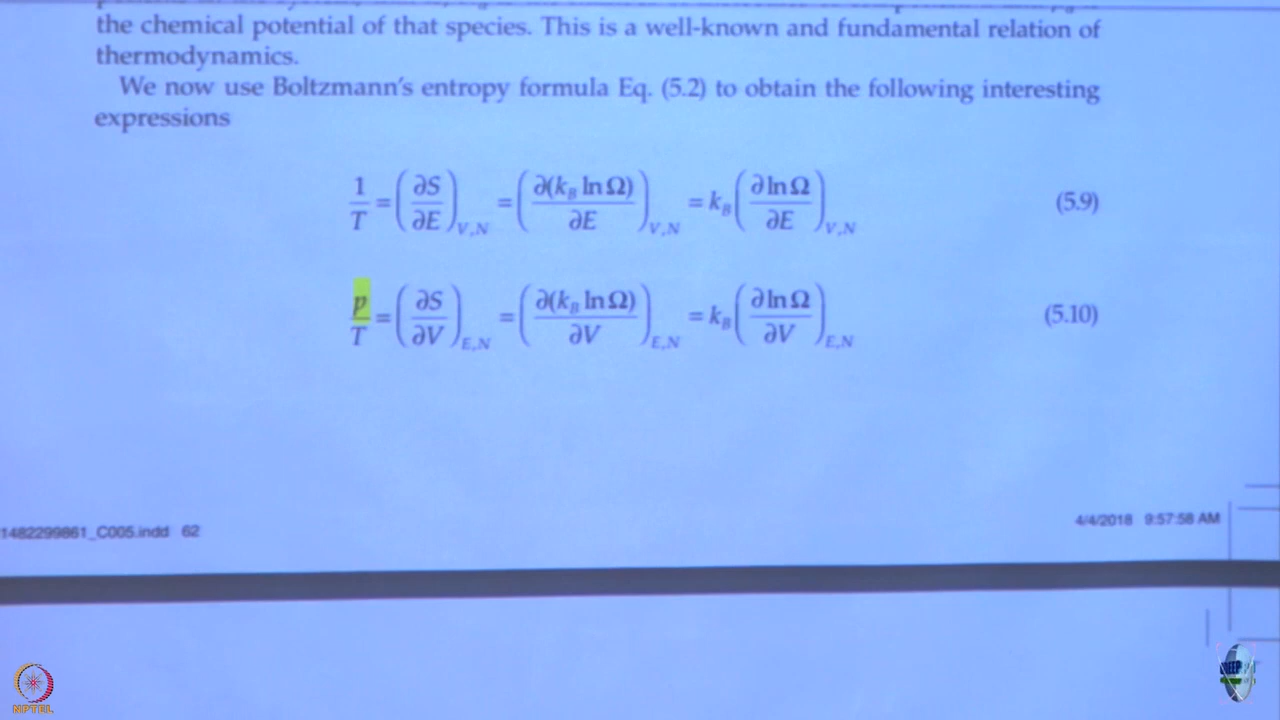 the chemical potential of that species. This is a well-known and fundamental relation of
thermodynamics.
We now use Boltzmann's entropy formula Eq. (5.2) to obtain the following interesting
expressions
1/T = (∂S/∂E)_{V,N} = (∂(k_B ln Ω)/∂E)_{V,N} = k_B (∂ ln Ω/∂E)_{V,N} (5.9)
p/T = (∂S/∂V)_{E,N} = (∂(k_B ln Ω)/∂V)_{E,N} = k_B (∂ ln Ω/∂V)_{E,N} (5.10)
1482299861_C005.indd 62
4/4/2018 9:57:58 AM
NPTEL